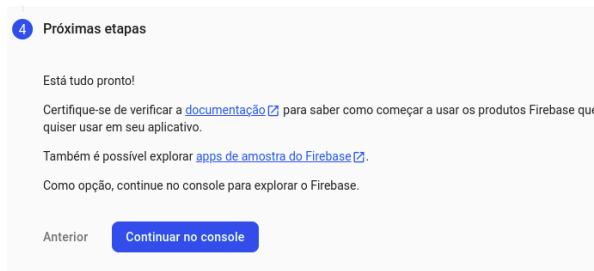 4 Próximas etapas
Está tudo pronto!
Certifique-se de verificar a documentação para saber como começar a usar os produtos Firebase que
quiser usar em seu aplicativo.
Também é possível explorar apps de amostra do Firebase.
Como opção, continue no console para explorar o Firebase.
Anterior Continuar no console